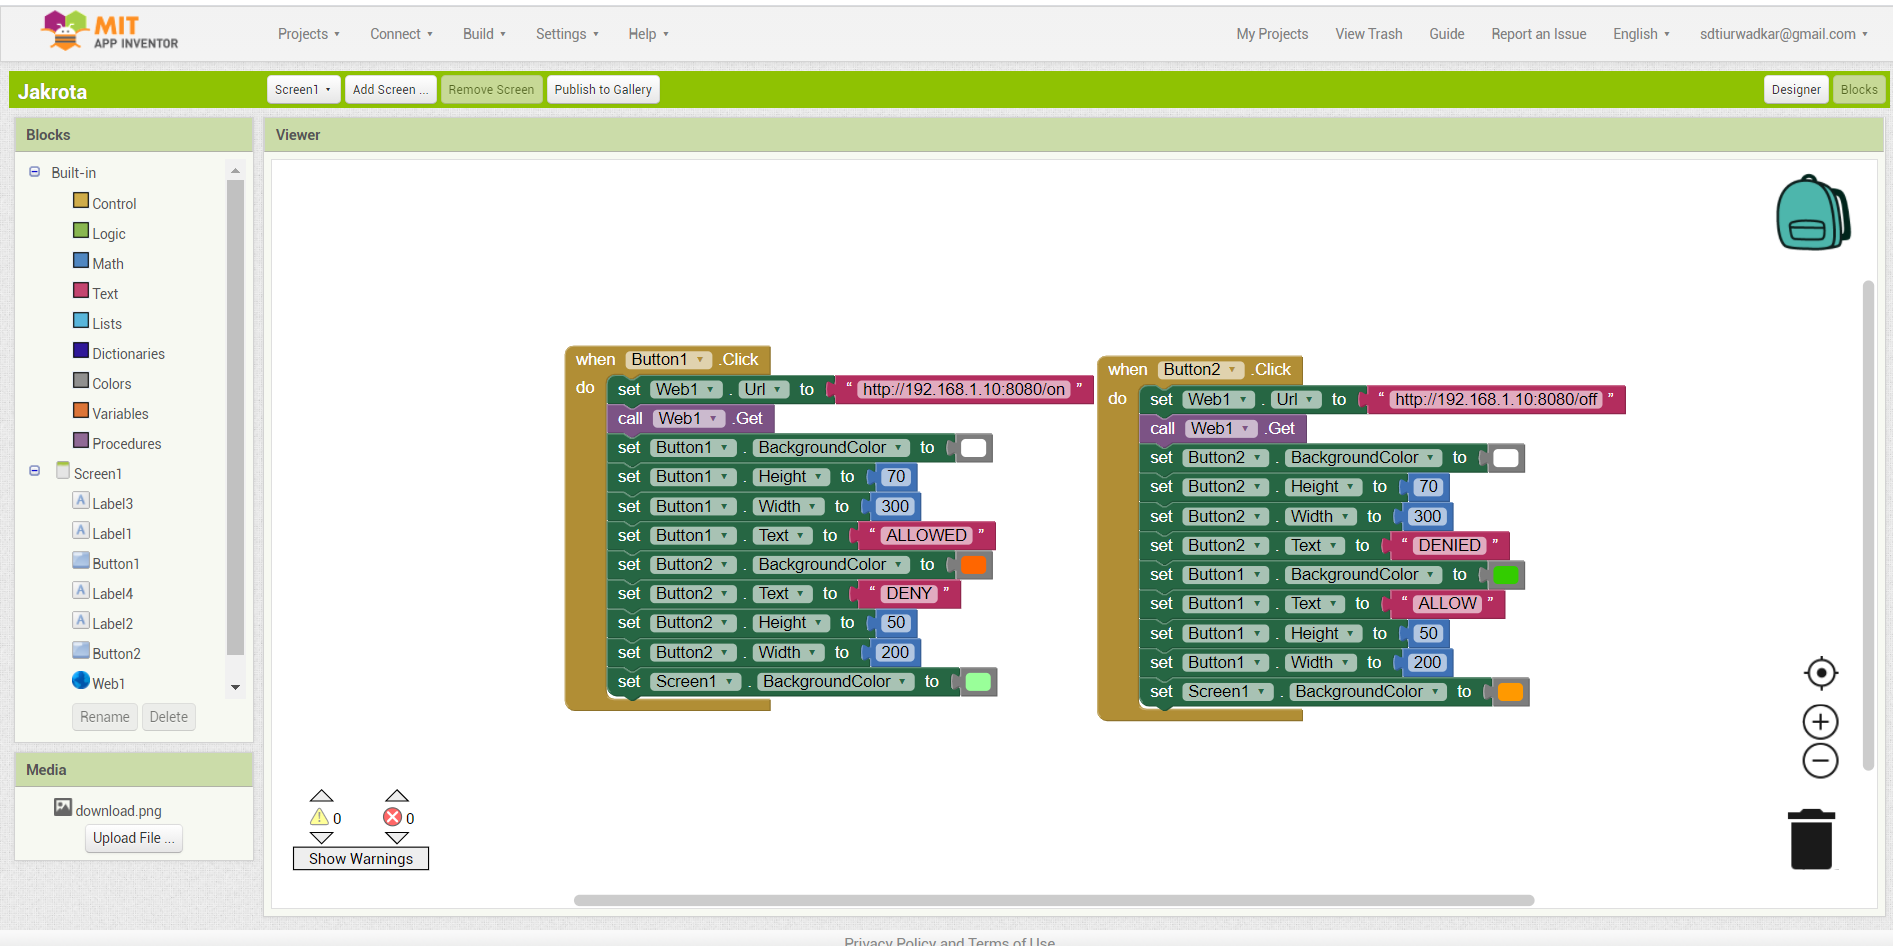 MIT
APP INVENTOR
Projects Connect Build Settings Help My Projects View Trash Guide Report an Issue English sdtiurwadkar@gmail.com
Jakrota Screen1 Add Screen ... Remove Screen Publish to Gallery Designer Blocks
Blocks
Built-in
Control
Logic
Math
Text
Lists
Dictionaries
Colors
Variables
Procedures
Screen1
Label3
Label1
Button1
Label4
Label2
Button2
Web1
Rename Delete
Media
download.png
Upload File ...
Viewer
when Button1 .Click
do set Web1 . Url to “ http://192.168.1.10:8080/on ”
call Web1 .Get
set Button1 . BackgroundColor to
set Button1 . Height to 70
set Button1 . Width to 300
set Button1 . Text to “ ALLOWED ”
set Button2 . BackgroundColor to
set Button2 . Text to “ DENY ”
set Button2 . Height to 50
set Button2 . Width to 200
set Screen1 . BackgroundColor to
when Button2 .Click
do set Web1 . Url to “ http://192.168.1.10:8080/off ”
call Web1 .Get
set Button2 . BackgroundColor to
set Button2 . Height to 70
set Button2 . Width to 300
set Button2 . Text to “ DENIED ”
set Button1 . BackgroundColor to
set Button1 . Text to “ ALLOW ”
set Button1 . Height to 50
set Button1 . Width to 200
set Screen1 . BackgroundColor to
0 0
Show Warnings
Privacy Policy and Terms of Use